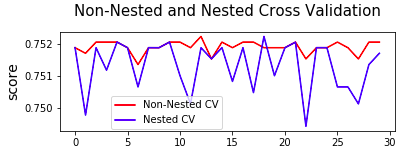 Non-Nested and Nested Cross Validation
score
0.752
0.751
0.750
Non-Nested CV
Nested CV
0 5 10 15 20 25 30